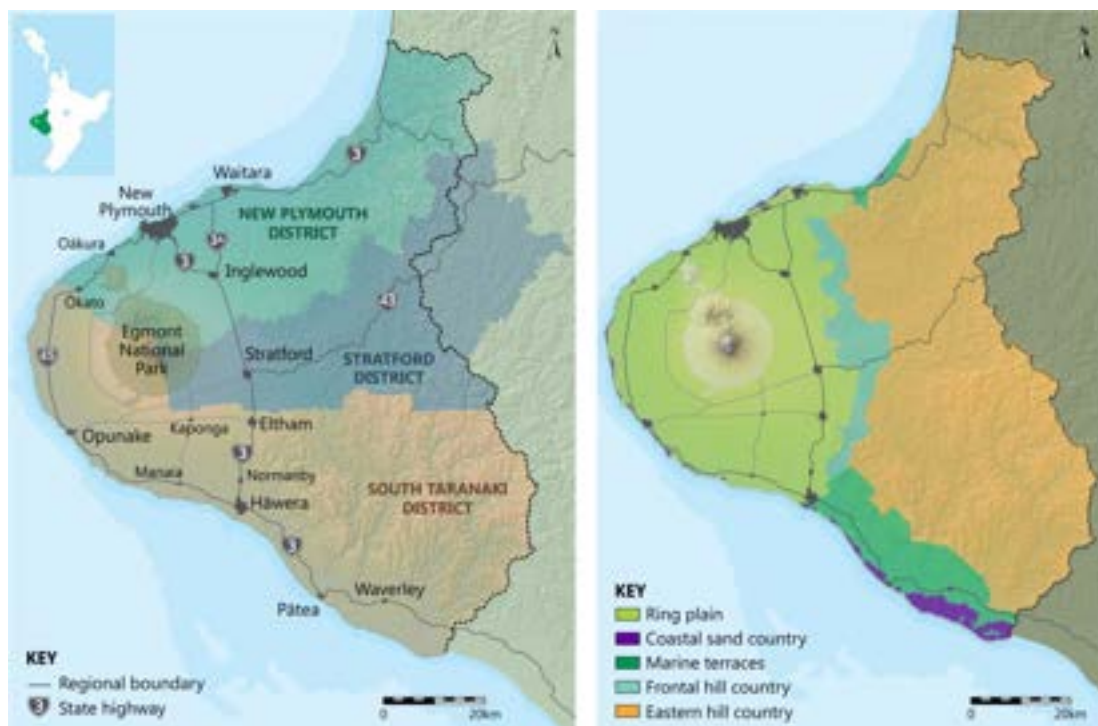 N
3
Waitara
New
Plymouth
NEW PLYMOUTH
DISTRICT
3A
Oākura
3
Inglewood
Okato
43
Egmont
National
Park
45
Stratford
STRATFORD
DISTRICT
Kaponga
Eltham
Opunake
3
Manaia
Normanby
SOUTH TARANAKI
DISTRICT
Hāwera
3
Waverley
Pātea
KEY
Regional boundary
3 State highway
0 20km
N
KEY
Ring plain
Coastal sand country
Marine terraces
Frontal hill country
Eastern hill country
0 20km